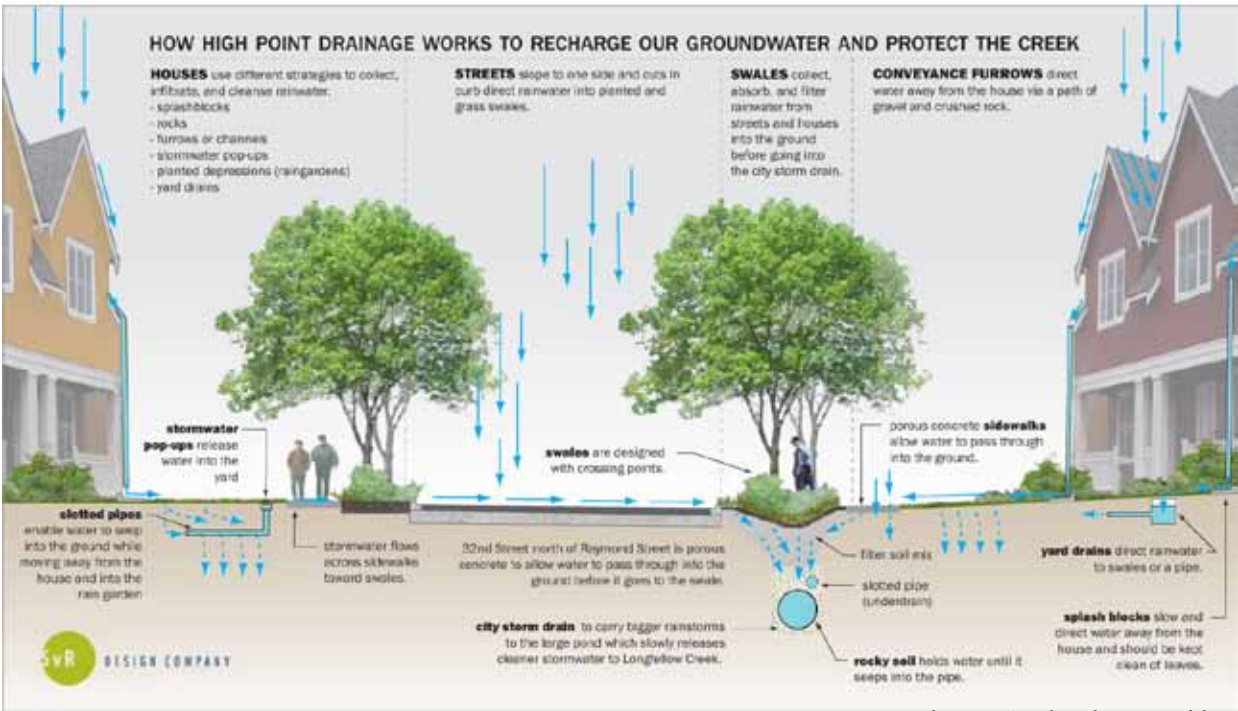 HOW HIGH POINT DRAINAGE WORKS TO RECHARGE OUR GROUNDWATER AND PROTECT THE CREEK
HOUSES use different strategies to collect,
infiltrate, and cleanse rainwater.
- splashblocks
- rocks
- furrows or channels
- stormwater pop-ups
- planted depressions (raingardens)
- yard drains
STREETS slope to one side and cuts in
curb direct rainwater into planted and
grass swales.
SWALES collect,
absorb, and filter
rainwater from
streets and houses
into the ground
before going into
the city storm drain.
CONVEYANCE FURROWS direct
water away from the house via a path of
gravel and crushed rock.
stormwater
pop-ups release
water into the
yard
swales are designed
with crossing points.
porous concrete sidewalks
allow water to pass through
into the ground.
slotted pipes
enable water to seep
into the ground while
moving away from the
house and into the
rain garden
stormwater flows
across sidewalks
toward swales.
32nd Street north of Raymond Street is porous
concrete to allow water to pass through into the
ground before it goes to the swale.
filter soil mix
slotted pipe
(underdrain)
yard drains direct rainwater
to swales or a pipe.
city storm drain to carry bigger rainstorms
to the large pond which slowly releases
cleaner stormwater to Longfellow Creek.
rocky soil holds water until it
seeps into the pipe.
splash blocks slow and
direct water away from the
house and should be kept
clean of leaves.
SvR DESIGN COMPANY